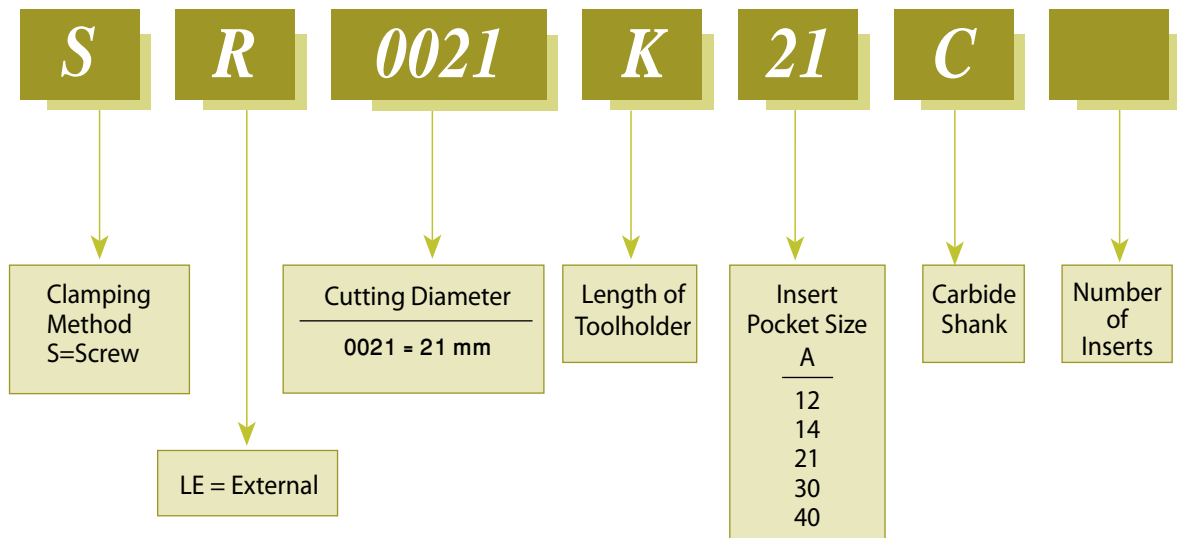 S R 0021 K 21 C
Clamping
Method
S=Screw
LE = External
Cutting Diameter
0021 = 21 mm
Length of
Toolholder
Insert
Pocket Size
A
12
14
21
30
40
Carbide
Shank
Number
of
Inserts